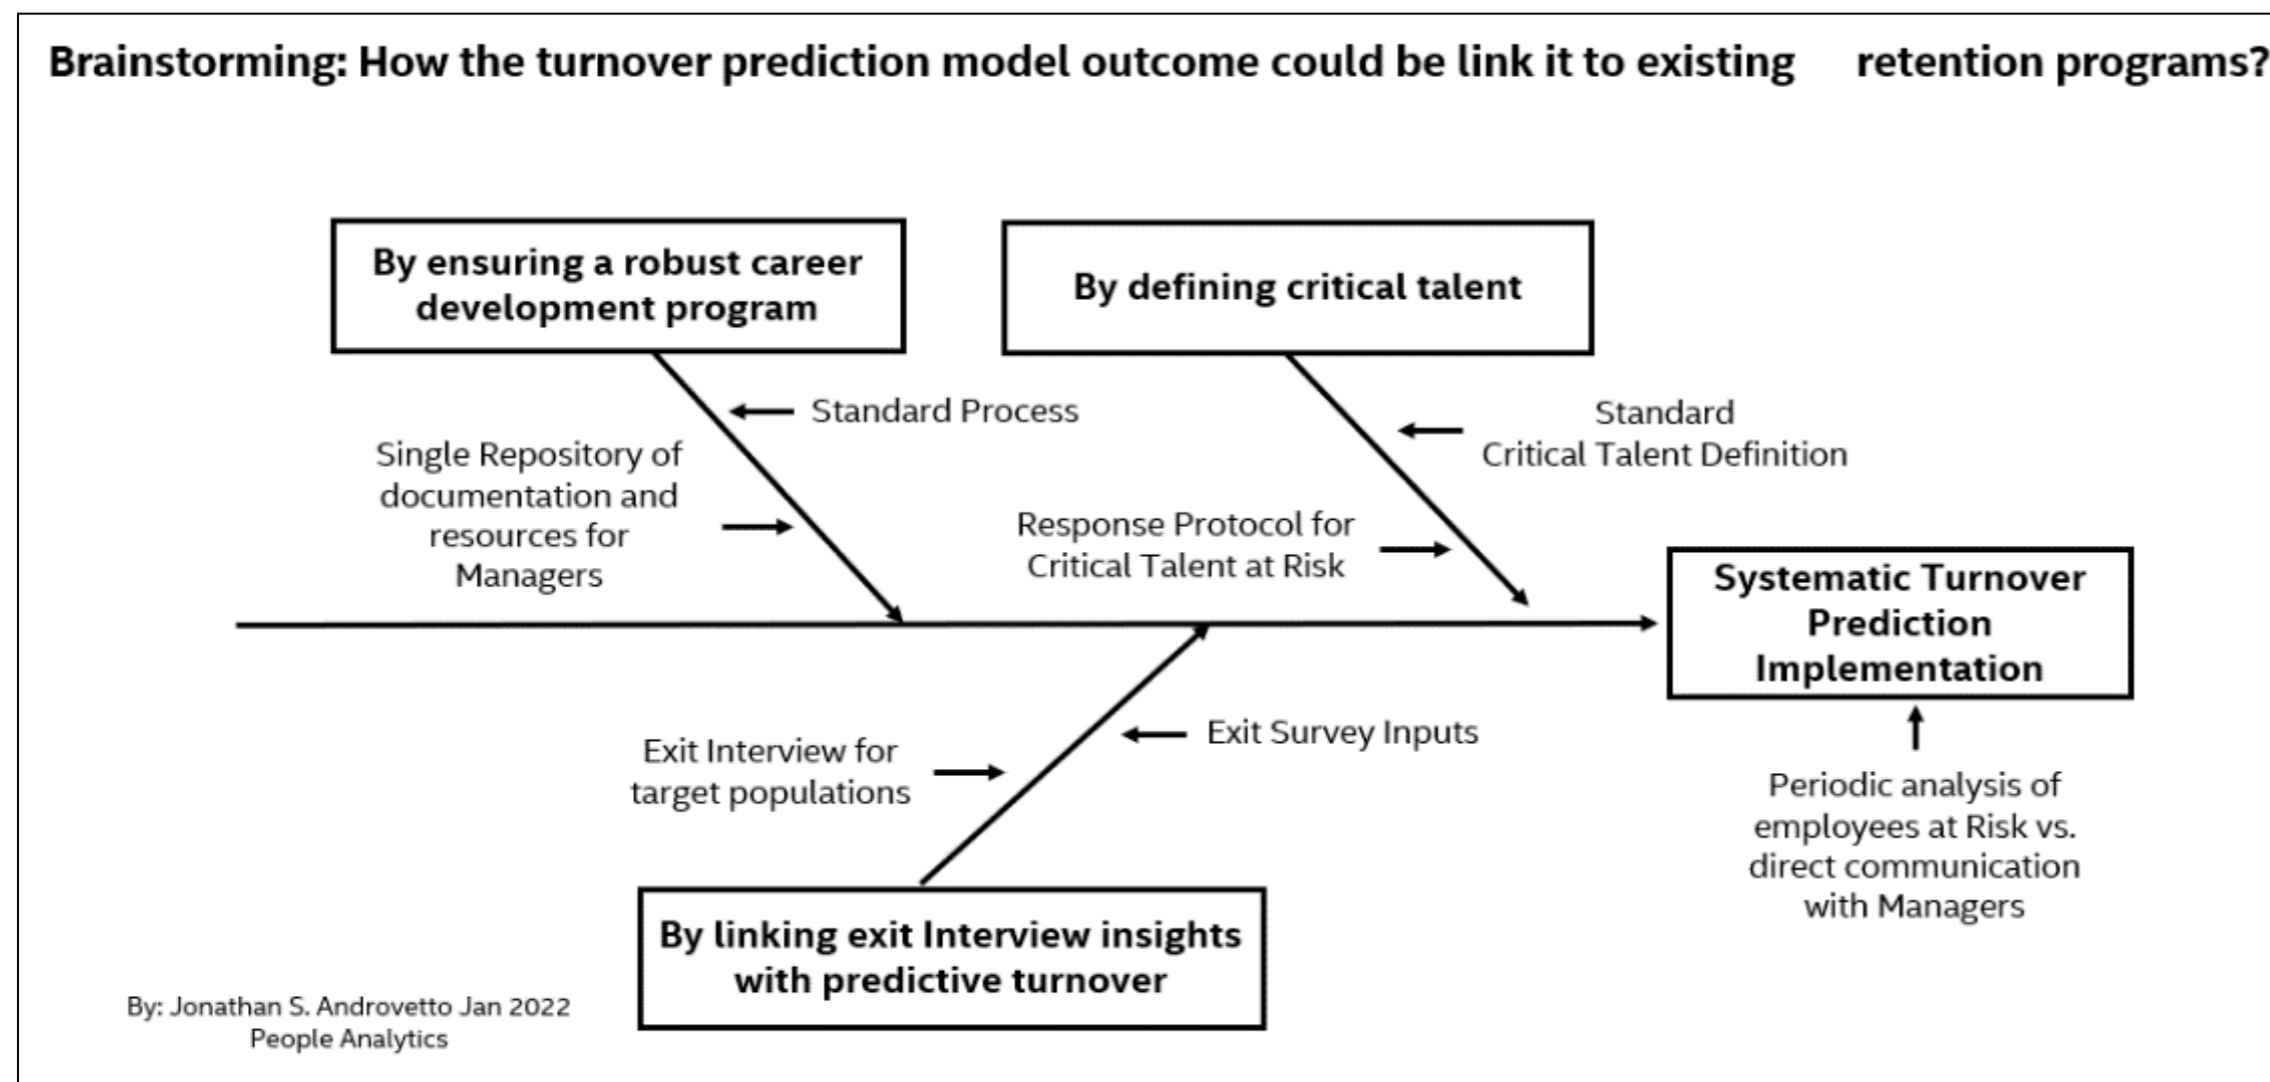 Brainstorming: How the turnover prediction model outcome could be link it to existing retention programs?
By ensuring a robust career
development program
By defining critical talent
Standard Process
Single Repository of
documentation and
resources for
Managers
Standard
Critical Talent Definition
Response Protocol for
Critical Talent at Risk
Systematic Turnover
Prediction
Implementation
Exit Interview for
target populations
Exit Survey Inputs
Periodic analysis of
employees at Risk vs.
direct communication
with Managers
By linking exit Interview insights
with predictive turnover
By: Jonathan S. Androvetto Jan 2022
People Analytics